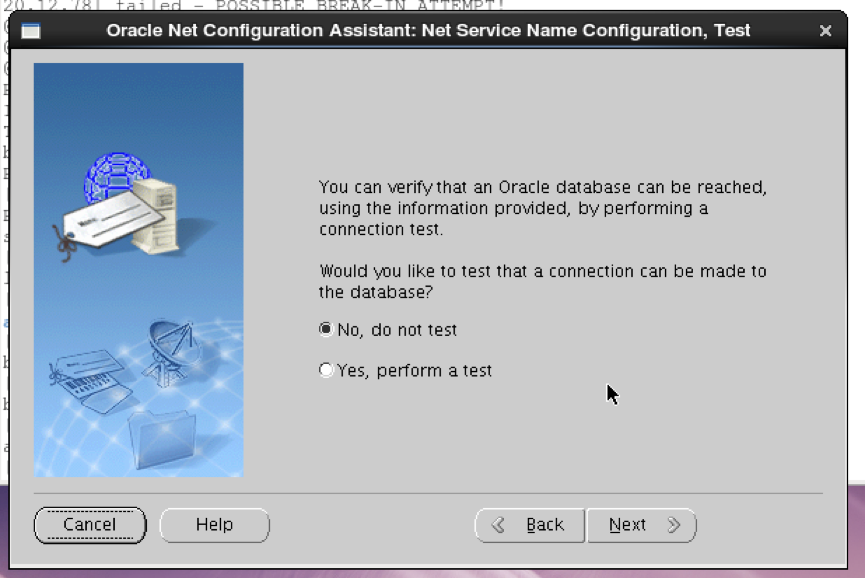 20.12.78] failed - POSSIBLE BREAK-IN ATTEMPT!
Oracle Net Configuration Assistant: Net Service Name Configuration, Test
You can verify that an Oracle database can be reached,
using the information provided, by performing a
connection test.
Would you like to test that a connection can be made to
the database?
No, do not test
Yes, perform a test
Cancel
Help
Back
Next